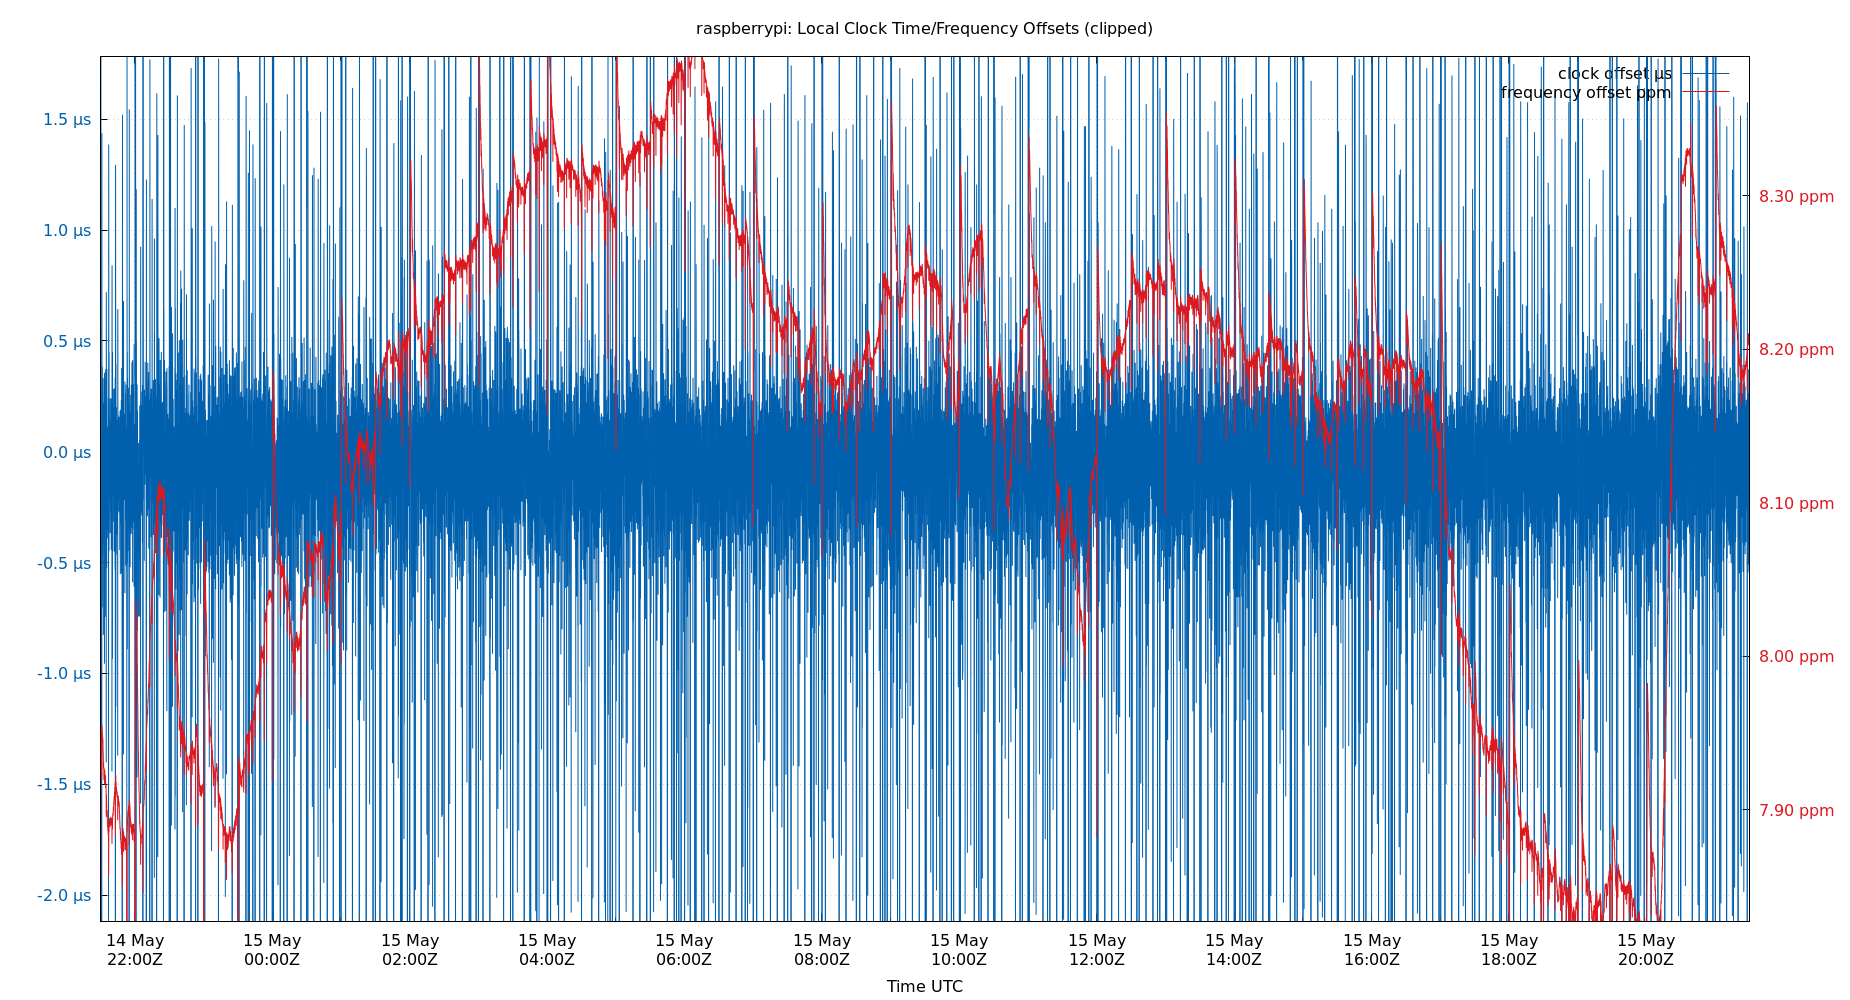 raspberrypi: Local Clock Time/Frequency Offsets (clipped)
clock offset µs
frequency offset ppm
1.5 µs
1.0 µs
0.5 µs
0.0 µs
-0.5 µs
-1.0 µs
-1.5 µs
-2.0 µs
8.30 ppm
8.20 ppm
8.10 ppm
8.00 ppm
7.90 ppm
14 May 15 May 15 May 15 May 15 May 15 May 15 May 15 May 15 May 15 May 15 May 15 May
22:00Z 00:00Z 02:00Z 04:00Z 06:00Z 08:00Z 10:00Z 12:00Z 14:00Z 16:00Z 18:00Z 20:00Z
Time UTC